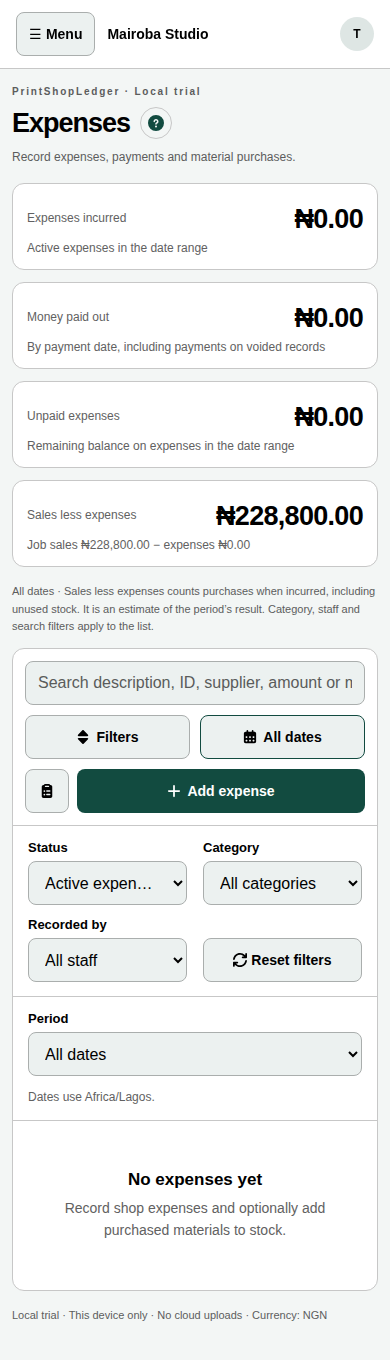 ☰ Menu Mairoba Studio T
PrintShopLedger · Local trial
Expenses ?
Record expenses, payments and material purchases.
Expenses incurred ₦0.00
Active expenses in the date range
Money paid out ₦0.00
By payment date, including payments on voided records
Unpaid expenses ₦0.00
Remaining balance on expenses in the date range
Sales less expenses ₦228,800.00
Job sales ₦228,800.00 − expenses ₦0.00
All dates · Sales less expenses counts purchases when incurred, including
unused stock. It is an estimate of the period’s result. Category, staff and
search filters apply to the list.
Search description, ID, supplier, amount or
Filters All dates
+ Add expense
Status Category
Active expen… All categories
Recorded by
All staff Reset filters
Period
All dates
Dates use Africa/Lagos.
No expenses yet
Record shop expenses and optionally add
purchased materials to stock.
Local trial · This device only · No cloud uploads · Currency: NGN